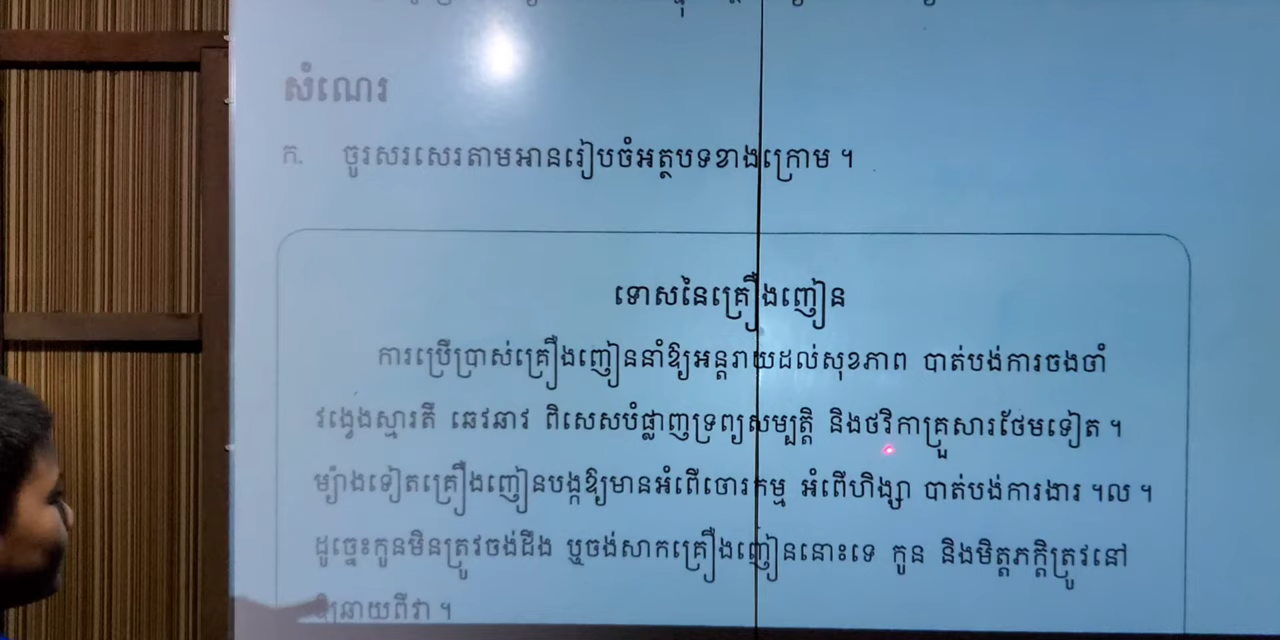 សំណេរ
ក. ចូរសរសេរតាមអានរៀបចំអត្ថបទខាងក្រោម ។
ទោសនៃគ្រឿងញៀន
ការប្រើប្រាស់គ្រឿងញៀននាំឱ្យអន្តរាយដល់សុខភាព បាត់បង់ការចងចាំ
វង្វេងស្មារតី ឆេវឆាវ ពិសេសបំផ្លាញទ្រព្យសម្បត្តិ និងថវិកាគ្រួសារថែមទៀត ។
ម្យ៉ាងទៀតគ្រឿងញៀនបង្កឱ្យមានអំពើចោរកម្ម អំពើហិង្សា បាត់បង់ការងារ ។ល ។
ដូច្នេះកូនមិនត្រូវចង់ដឹង ឬចង់សាកគ្រឿងញៀននោះទេ កូន និងមិត្តភក្តិត្រូវនៅ
ឱ្យឆ្ងាយពីវា ។